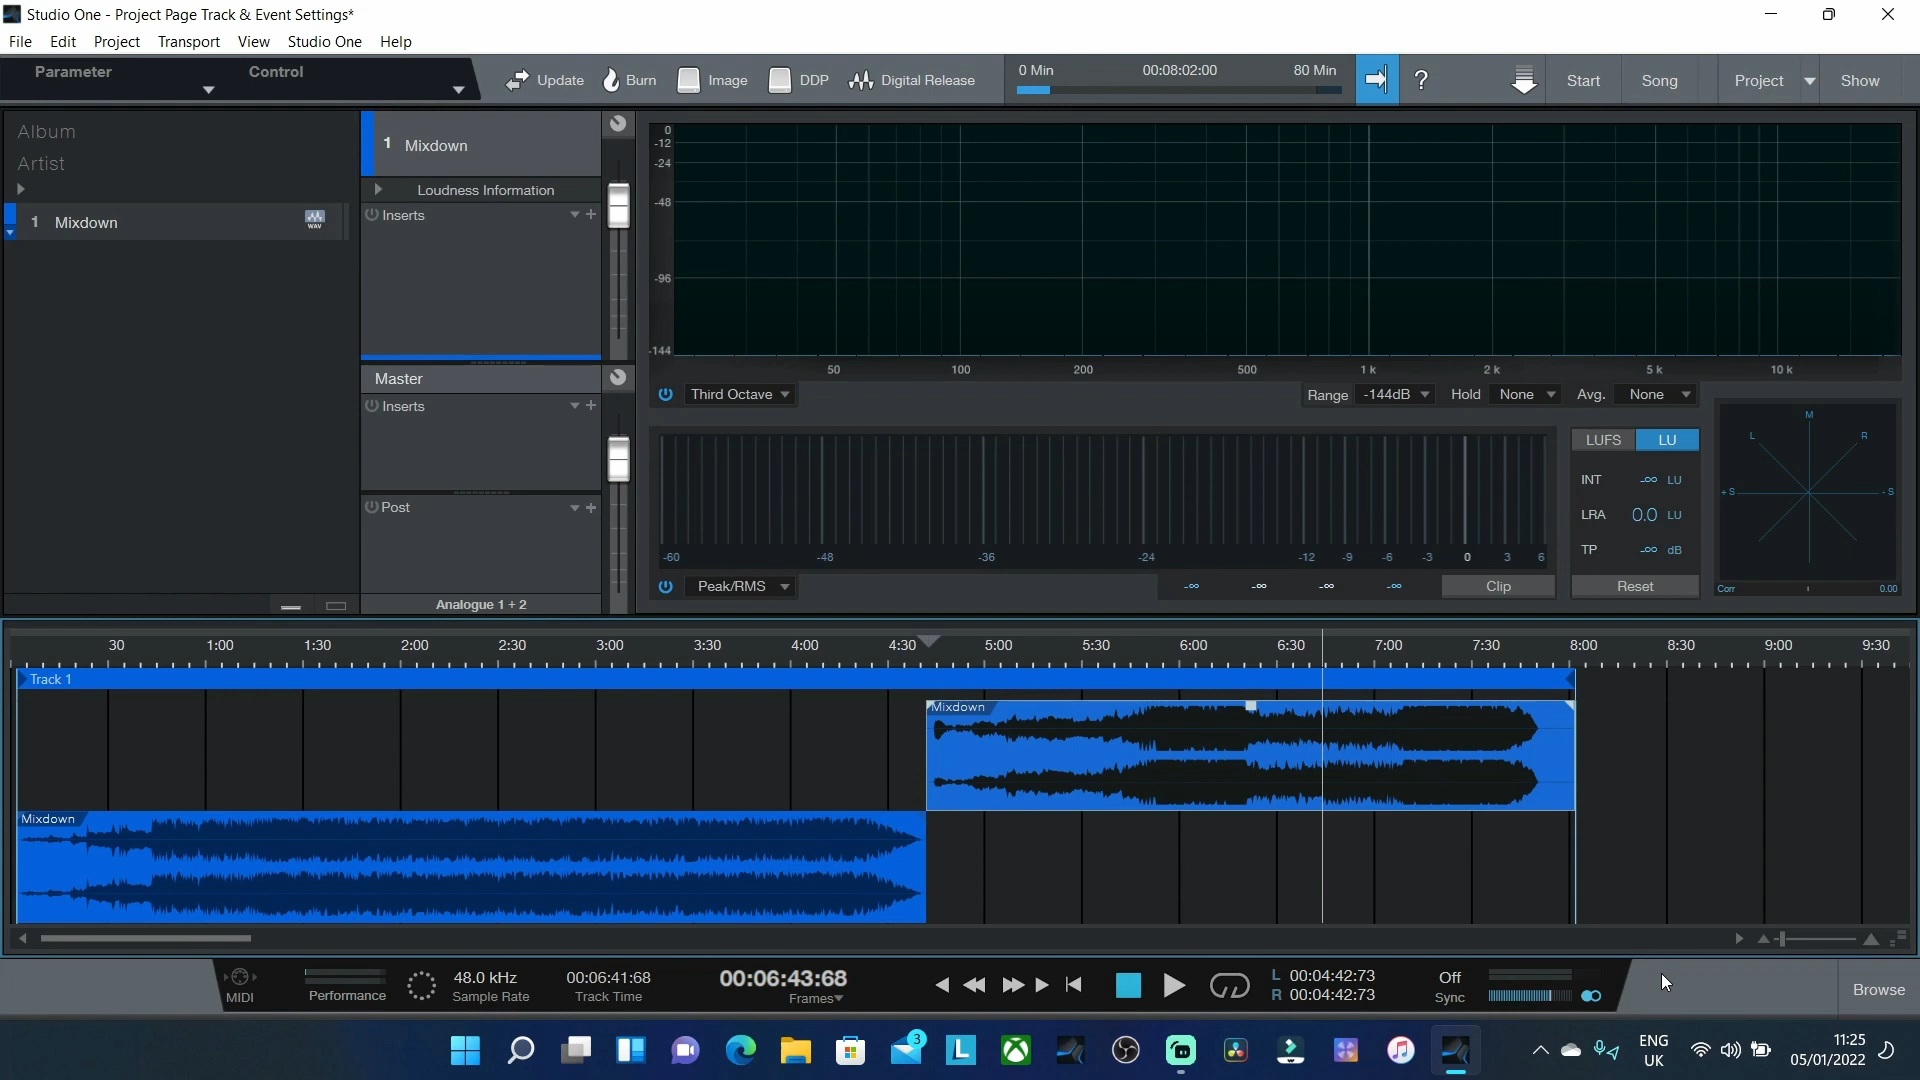 Studio One - Project Page Track & Event Settings*
File Edit Project Transport View Studio One Help
Parameter Control
Update Burn Image DDP Digital Release
0 Min 00:08:02:00 80 Min
? Start Song Project Show
Album
Artist
1 Mixdown WAV
1 Mixdown
Loudness Information
Inserts
Master
Inserts
Post
Analogue 1 + 2
0
-12
-24
-48
-96
-144
50 100 200 500 1 k 2 k 5 k 10 k
Third Octave Range -144dB Hold None Avg. None
-60 -48 -36 -24 -12 -9 -6 -3 0 3 6
Peak/RMS -∞ -∞ -∞ -∞ Clip
LUFS LU
INT -∞ LU
LRA 0.0 LU
TP -∞ dB
Reset
M
L R
+ S - S
Corr 0.00
30 1:00 1:30 2:00 2:30 3:00 3:30 4:00 4:30 5:00 5:30 6:00 6:30 7:00 7:30 8:00 8:30 9:00 9:30
Track 1
Mixdown
Mixdown
MIDI
Performance
48.0 kHz
Sample Rate
00:06:41:68
Track Time
00:06:43:68
Frames
L 00:04:42:73
R 00:04:42:73
Off
Sync
Browse
3
L
ENG
UK
11:25
05/01/2022